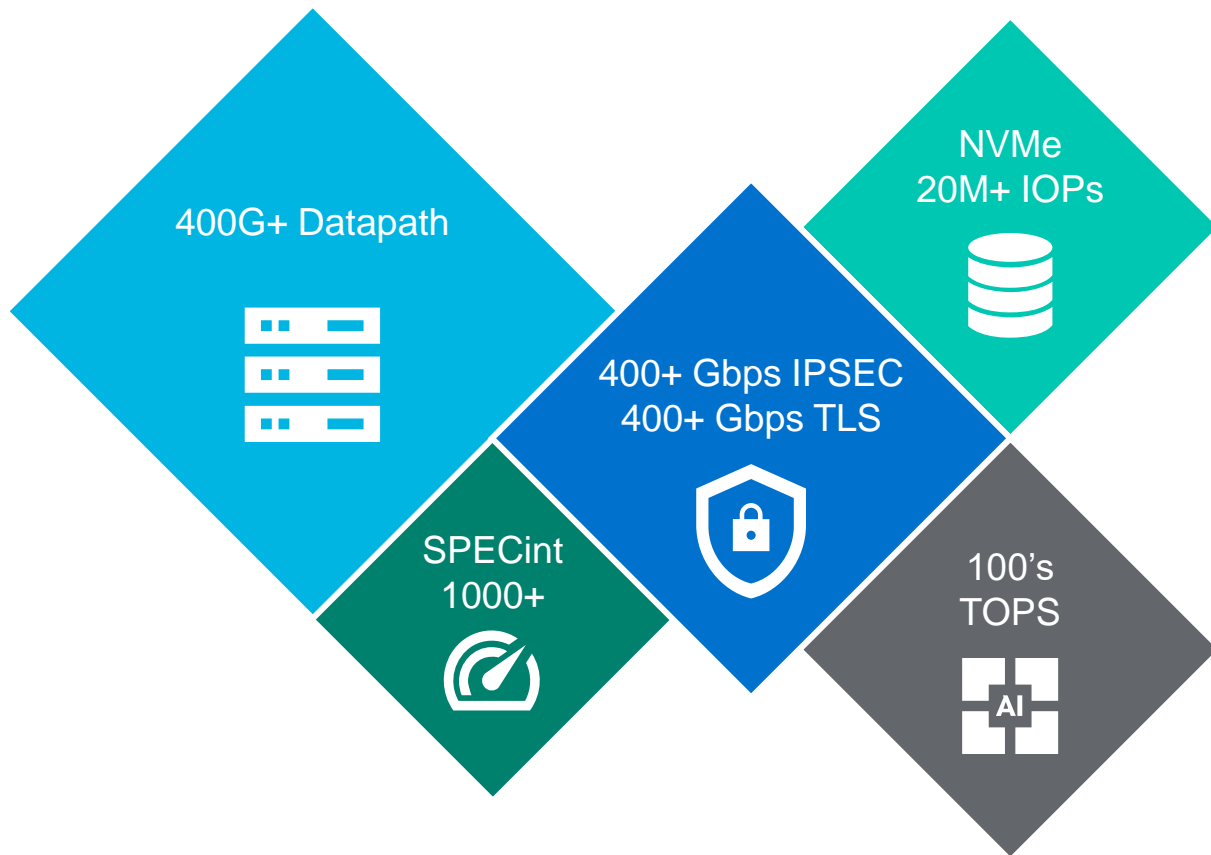 400G+ Datapath
NVMe
20M+ IOPs
400+ Gbps IPSEC
400+ Gbps TLS
SPECint
1000+
100’s
TOPS
AI